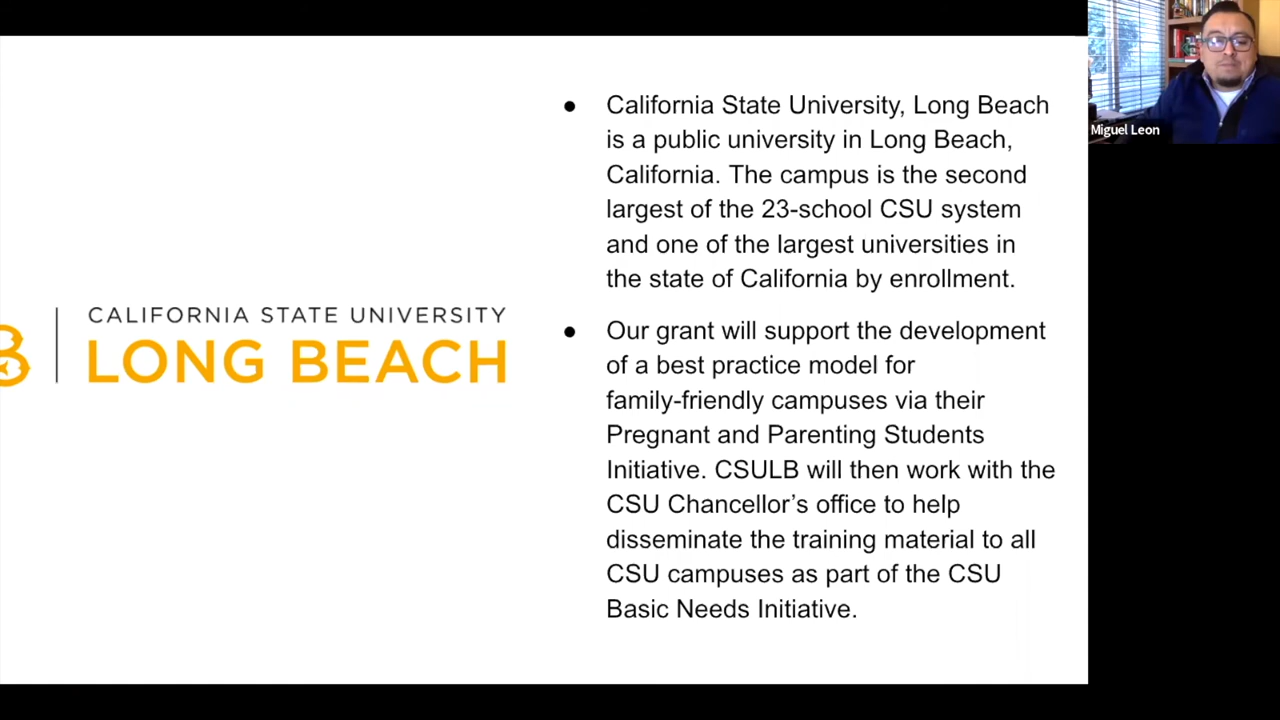 ● California State University, Long Beach
is a public university in Long Beach,
California. The campus is the second
largest of the 23-school CSU system
and one of the largest universities in
the state of California by enrollment.
● Our grant will support the development
of a best practice model for
family-friendly campuses via their
Pregnant and Parenting Students
Initiative. CSULB will then work with the
CSU Chancellor’s office to help
disseminate the training material to all
CSU campuses as part of the CSU
Basic Needs Initiative.
CALIFORNIA STATE UNIVERSITY
LONG BEACH
Miguel Leon